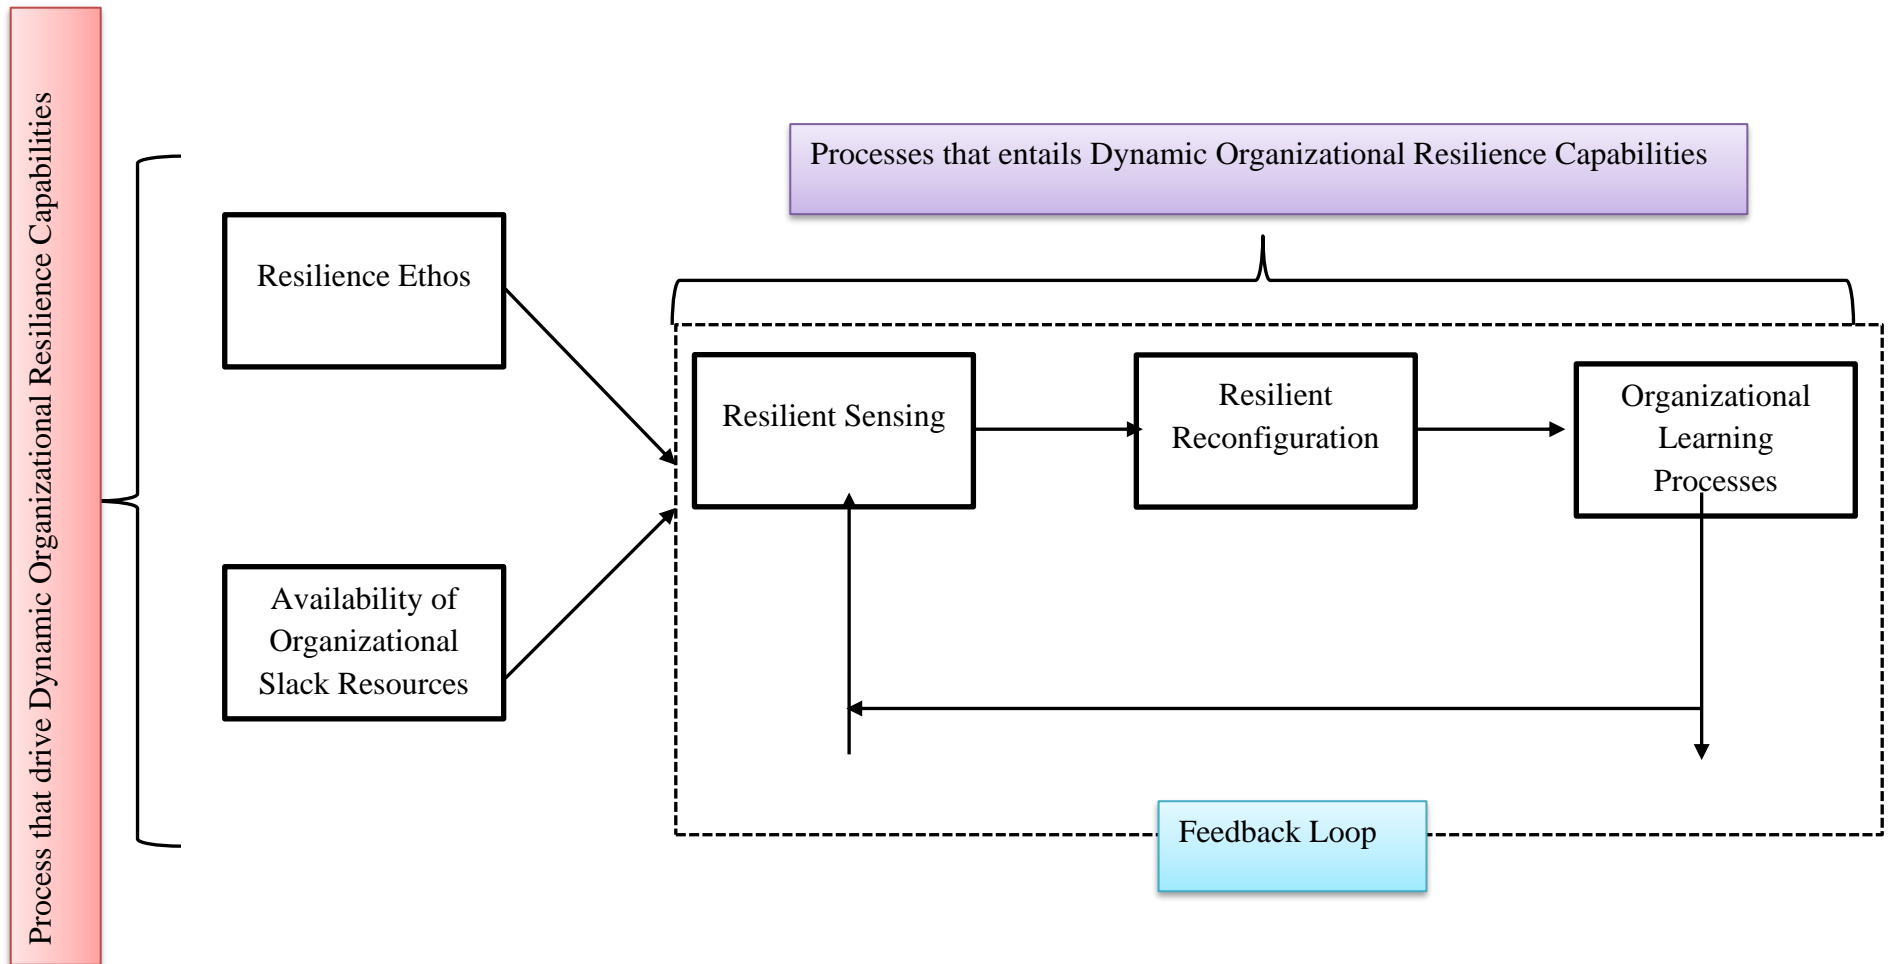 Process that drive Dynamic Organizational Resilience Capabilities
Processes that entails Dynamic Organizational Resilience Capabilities
Resilience Ethos
Resilient Sensing
Resilient
Reconfiguration
Organizational
Learning
Processes
Availability of
Organizational
Slack Resources
Feedback Loop